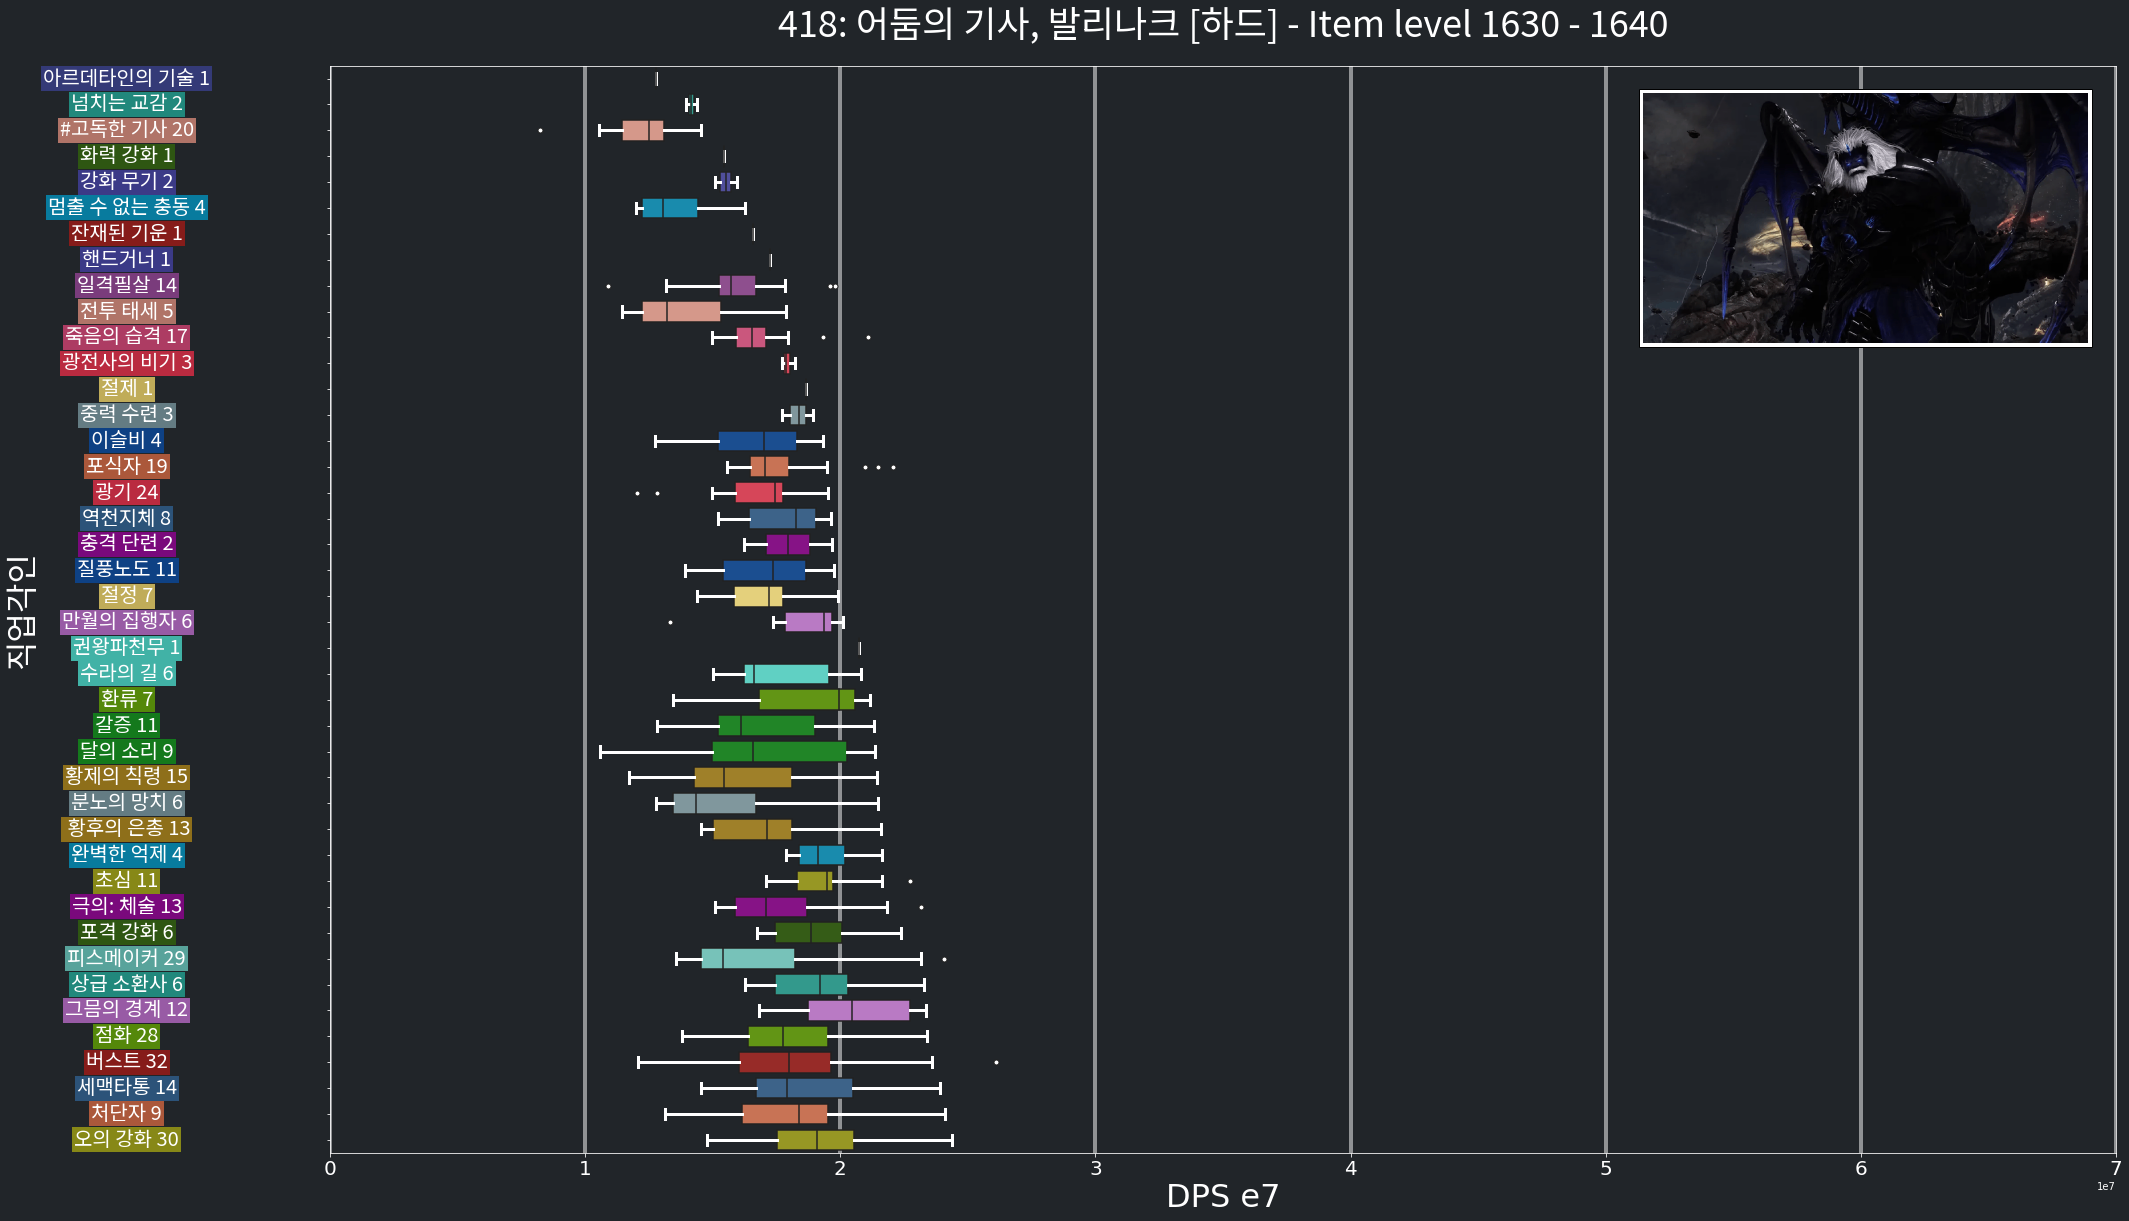 418: 어둠의 기사, 발리나크 [하드] - Item level 1630 - 1640
직업각인
아르데타인의 기술 1
넘치는 교감 2
#고독한 기사 20
화력 강화 1
강화 무기 2
멈출 수 없는 충동 4
잔재된 기운 1
핸드거너 1
일격필살 14
전투 태세 5
죽음의 습격 17
광전사의 비기 3
절제 1
중력 수련 3
이슬비 4
포식자 19
광기 24
역천지체 8
충격 단련 2
질풍노도 11
절정 7
만월의 집행자 6
권왕파천무 1
수라의 길 6
환류 7
갈증 11
달의 소리 9
황제의 칙령 15
분노의 망치 6
황후의 은총 13
완벽한 억제 4
초심 11
극의: 체술 13
포격 강화 6
피스메이커 29
상급 소환사 6
그믐의 경계 12
점화 28
버스트 32
세맥타통 14
처단자 9
오의 강화 30
0 1 2 3 4 5 6 7
1e7
DPS e7